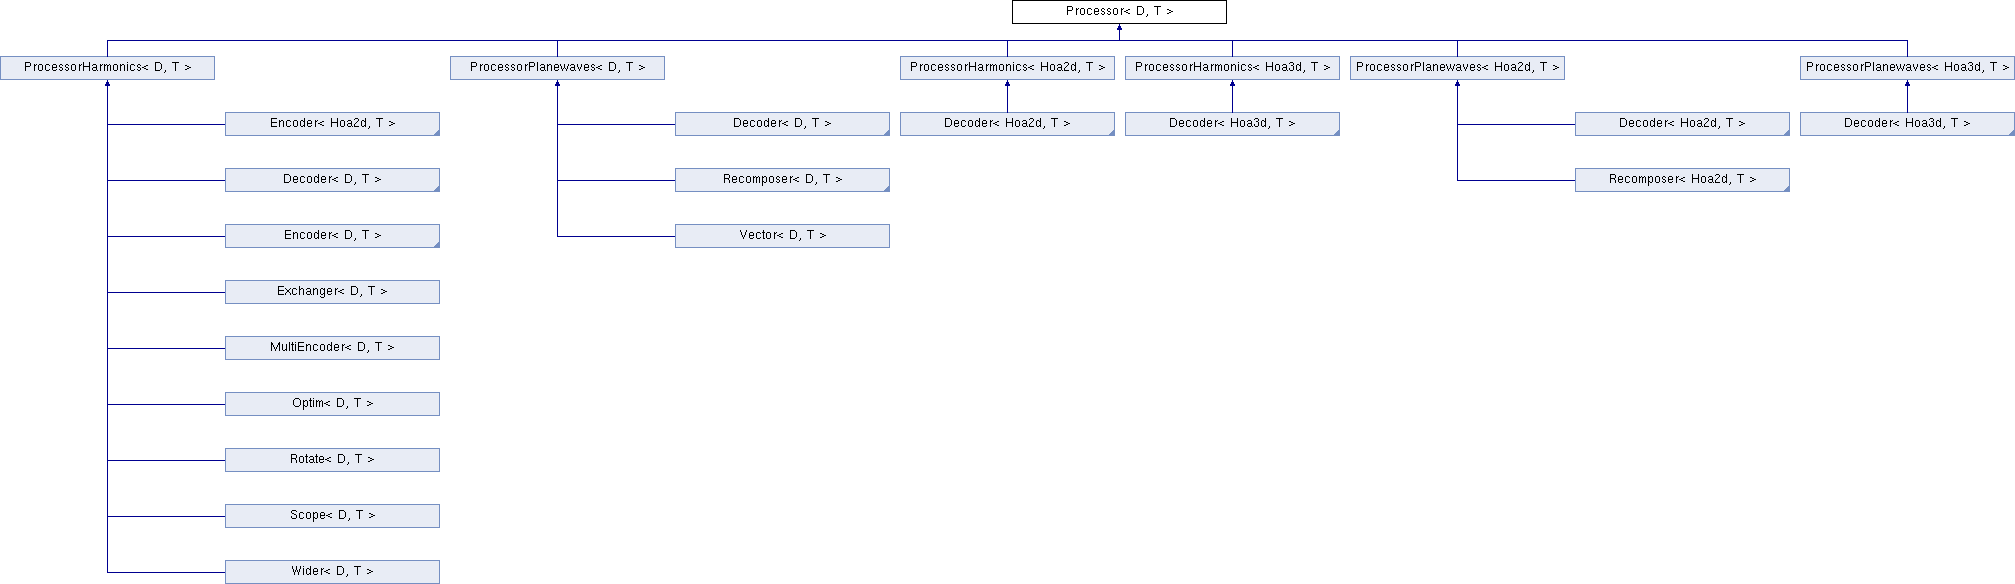 Processor< D, T >
ProcessorHarmonics< D, T >
ProcessorPlanewaves< D, T >
ProcessorHarmonics< Hoa2d, T >
ProcessorHarmonics< Hoa3d, T >
ProcessorPlanewaves< Hoa2d, T >
ProcessorPlanewaves< Hoa3d, T >
Encoder< Hoa2d, T >
Decoder< D, T >
Decoder< Hoa2d, T >
Decoder< Hoa3d, T >
Decoder< Hoa2d, T >
Decoder< Hoa3d, T >
Decoder< D, T >
Recomposer< D, T >
Recomposer< Hoa2d, T >
Encoder< D, T >
Vector< D, T >
Exchanger< D, T >
MultiEncoder< D, T >
Optim< D, T >
Rotate< D, T >
Scope< D, T >
Wider< D, T >